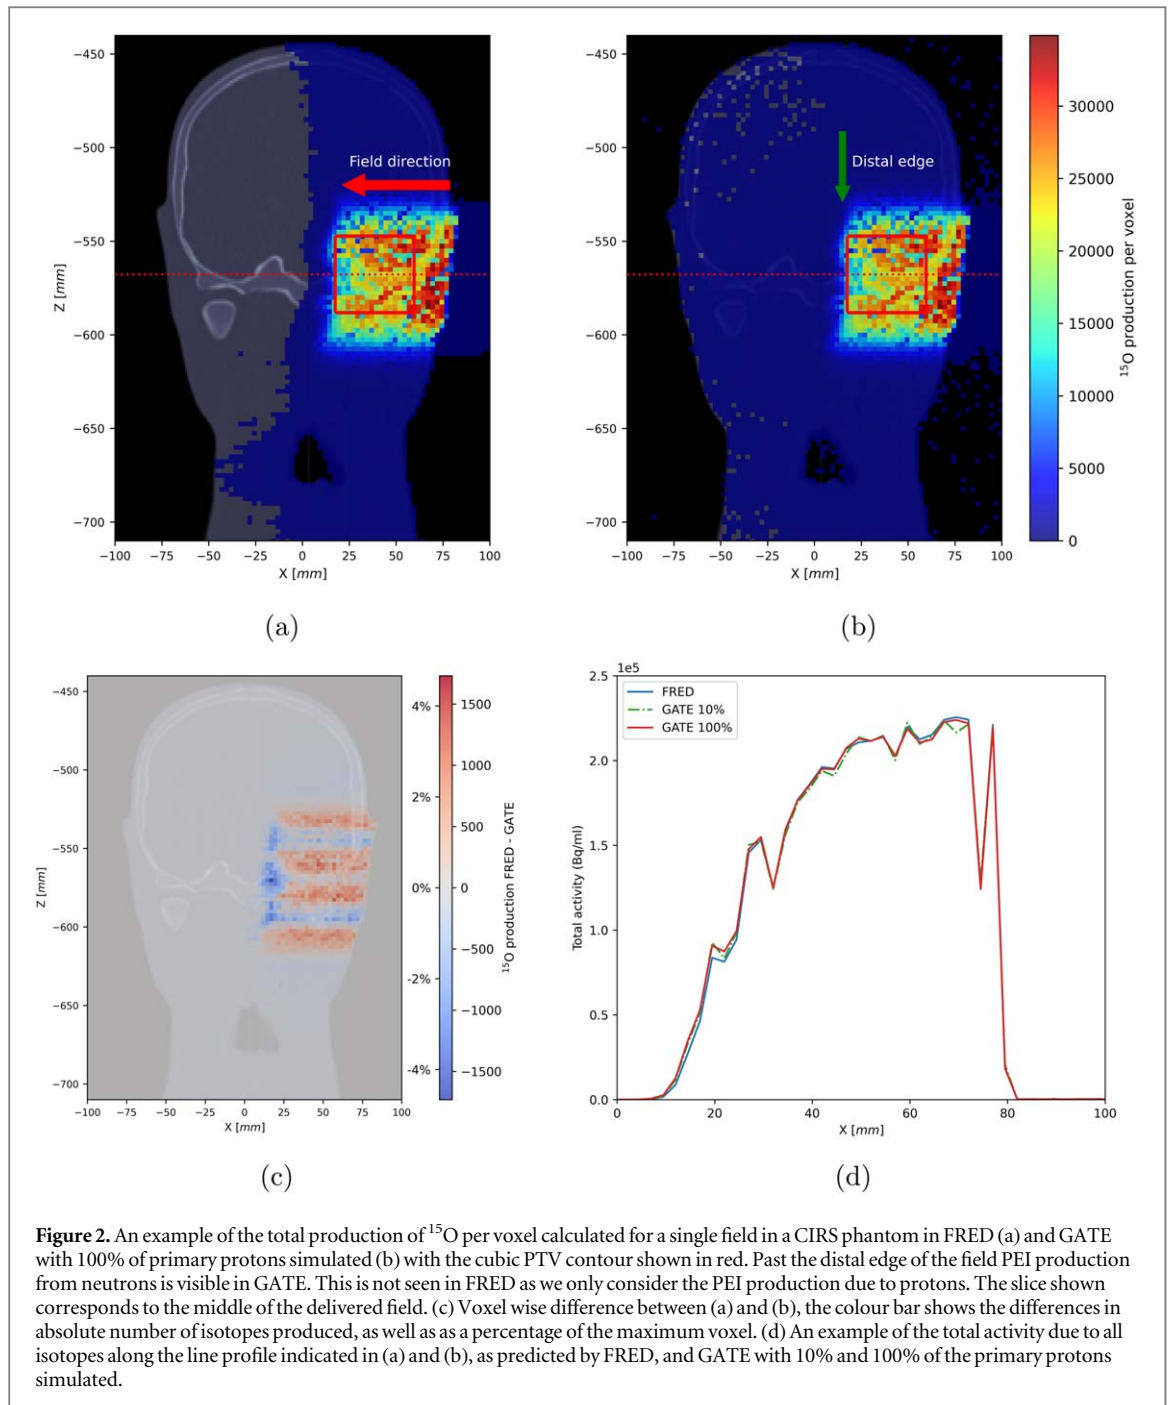 −450
−500
−550
−600
−650
−700
Z [mm]
Field direction
−100 −75 −50 −25 0 25 50 75 100
X [mm]
(a)
−450
−500
−550
−600
−650
−700
Distal edge
−100 −75 −50 −25 0 25 50 75 100
X [mm]
(b)
30000
25000
20000
15000
10000
5000
0
¹⁵O production per voxel
−450
−500
−550
−600
−650
−700
Z [mm]
−100 −75 −50 −25 0 25 50 75 100
X [mm]
(c)
4%
2%
0%
-2%
-4%
1500
1000
500
0
−500
−1000
−1500
¹⁵O production FRED - GATE
1e5
2.5
2.0
1.5
1.0
0.5
0.0
Total activity (Bq/ml)
FRED
GATE 10%
GATE 100%
0 20 40 60 80 100
X [mm]
(d)
Figure 2. An example of the total production of ¹⁵O per voxel calculated for a single field in a CIRS phantom in FRED (a) and GATE
with 100% of primary protons simulated (b) with the cubic PTV contour shown in red. Past the distal edge of the field PEI production
from neutrons is visible in GATE. This is not seen in FRED as we only consider the PEI production due to protons. The slice shown
corresponds to the middle of the delivered field. (c) Voxel wise difference between (a) and (b), the colour bar shows the differences in
absolute number of isotopes produced, as well as as a percentage of the maximum voxel. (d) An example of the total activity due to all
isotopes along the line profile indicated in (a) and (b), as predicted by FRED, and GATE with 10% and 100% of the primary protons
simulated.